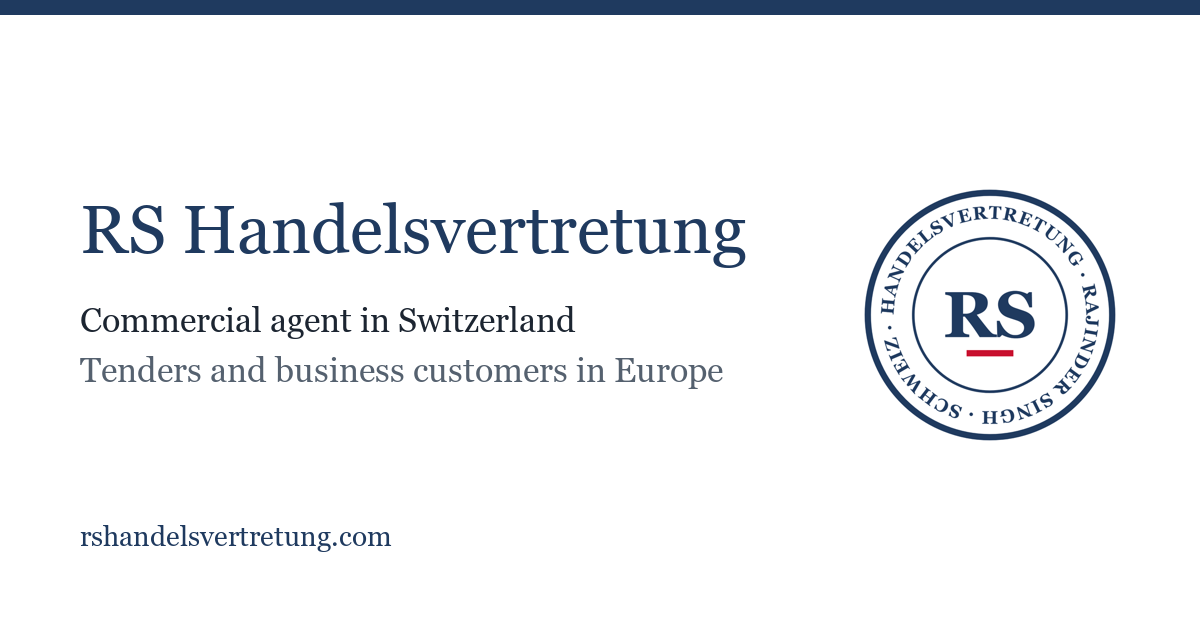 RS Handelsvertretung
Commercial agent in Switzerland
Tenders and business customers in Europe
rshandelsvertretung.com
HANDELSVERTRETUNG · RAJINDER SINGH · SCHWEIZ ·
RS